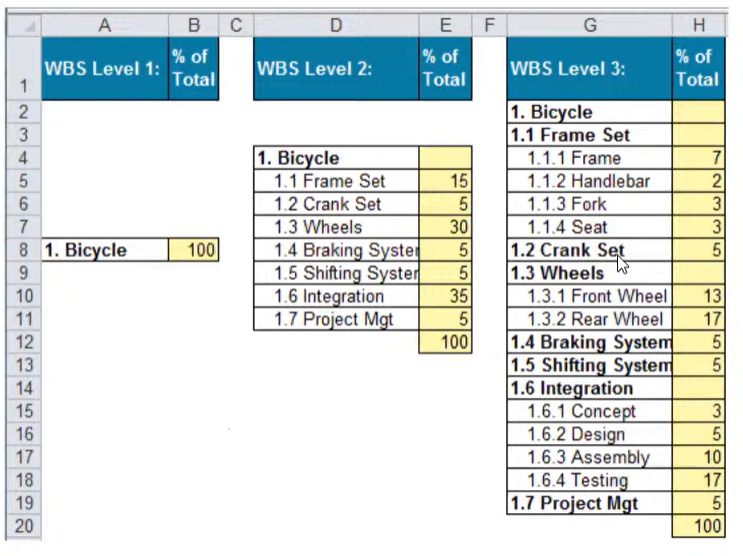 A B C D E F G H
1 WBS Level 1: % of Total WBS Level 2: % of Total WBS Level 3: % of Total
2 1. Bicycle
3 1.1 Frame Set
4 1. Bicycle 1.1.1 Frame 7
5 1.1 Frame Set 15 1.1.2 Handlebar 2
6 1.2 Crank Set 5 1.1.3 Fork 3
7 1.3 Wheels 30 1.1.4 Seat 3
8 1. Bicycle 100 1.4 Braking Syster 5 1.2 Crank Set 5
9 1.5 Shifting Syster 5 1.3 Wheels
10 1.6 Integration 35 1.3.1 Front Wheel 13
11 1.7 Project Mgt 5 1.3.2 Rear Wheel 17
12 100 1.4 Braking System 5
13 1.5 Shifting System 5
14 1.6 Integration
15 1.6.1 Concept 3
16 1.6.2 Design 5
17 1.6.3 Assembly 10
18 1.6.4 Testing 17
19 1.7 Project Mgt 5
20 100